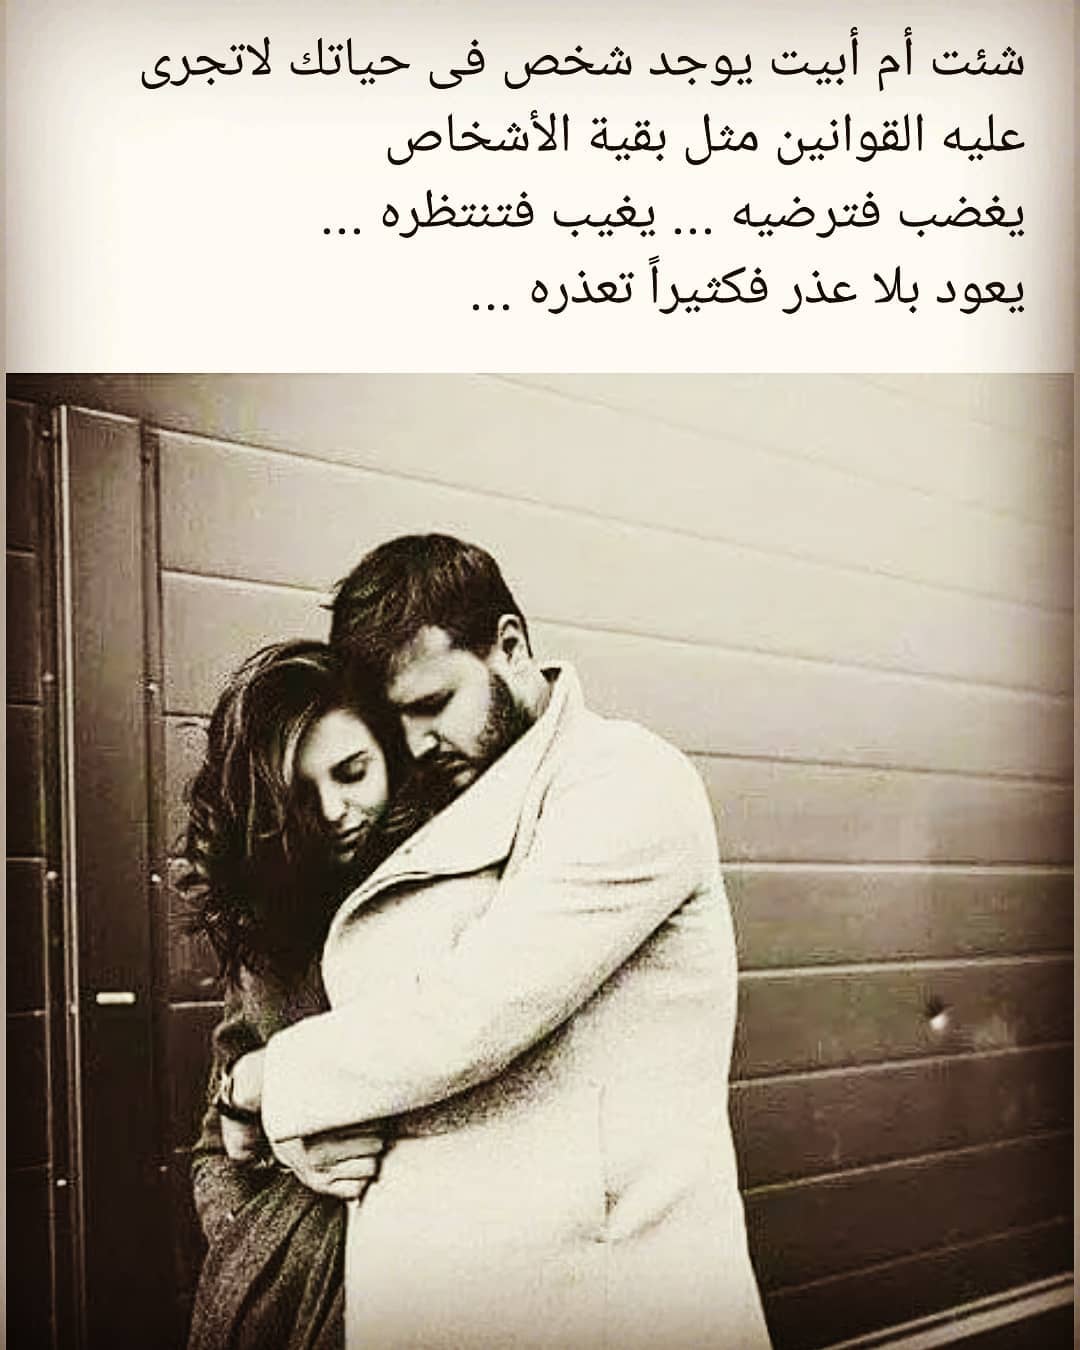 شئت أم أبيت يوجد شخص فى حياتك لاتجرى
عليه القوانين مثل بقية الأشخاص
يغضب فترضيه ... يغيب فتنتظره ...
يعود بلا عذر فكثيراً تعذره ...